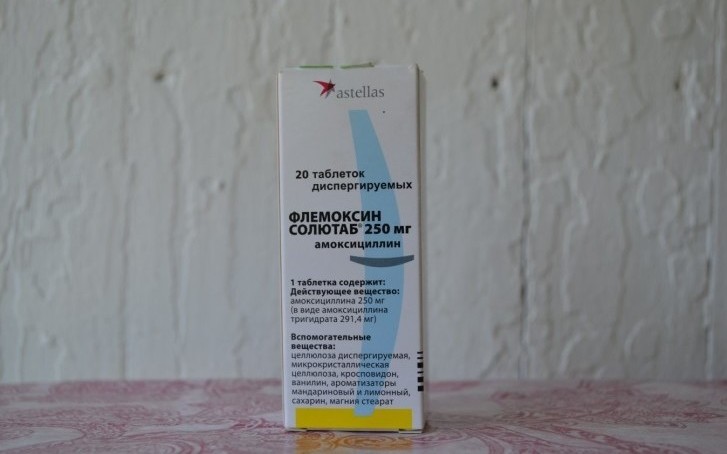 astellas
20 таблеток
диспергируемых
ФЛЕМОКСИН
СОЛЮТАБ® 250 мг
амоксициллин
1 таблетка содержит:
Действующее вещество:
амоксициллина 250 мг
(в виде амоксициллина
тригидрата 291,4 мг)
Вспомогательные
вещества:
целлюлоза диспергируемая,
микрокристаллическая
целлюлоза, кросповидон,
ванилин, ароматизаторы
мандариновый и лимонный,
сахарин, магния стеарат